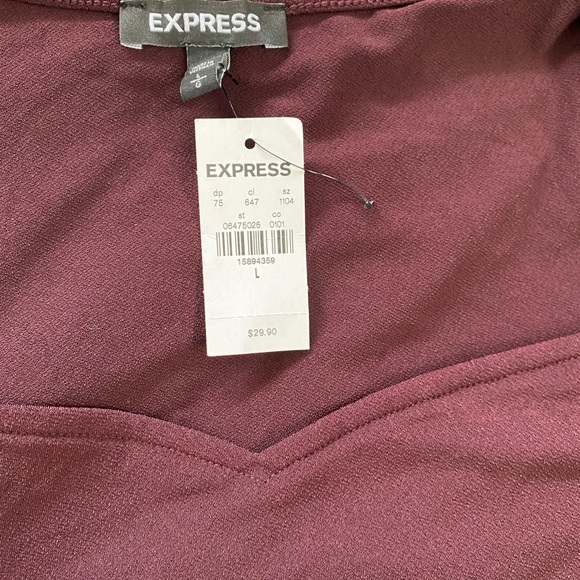 EXPRESS
L
G
EXPRESS
dp cl sz
75 647 1104
st co
06475025 0101
15894359
L
$29.90